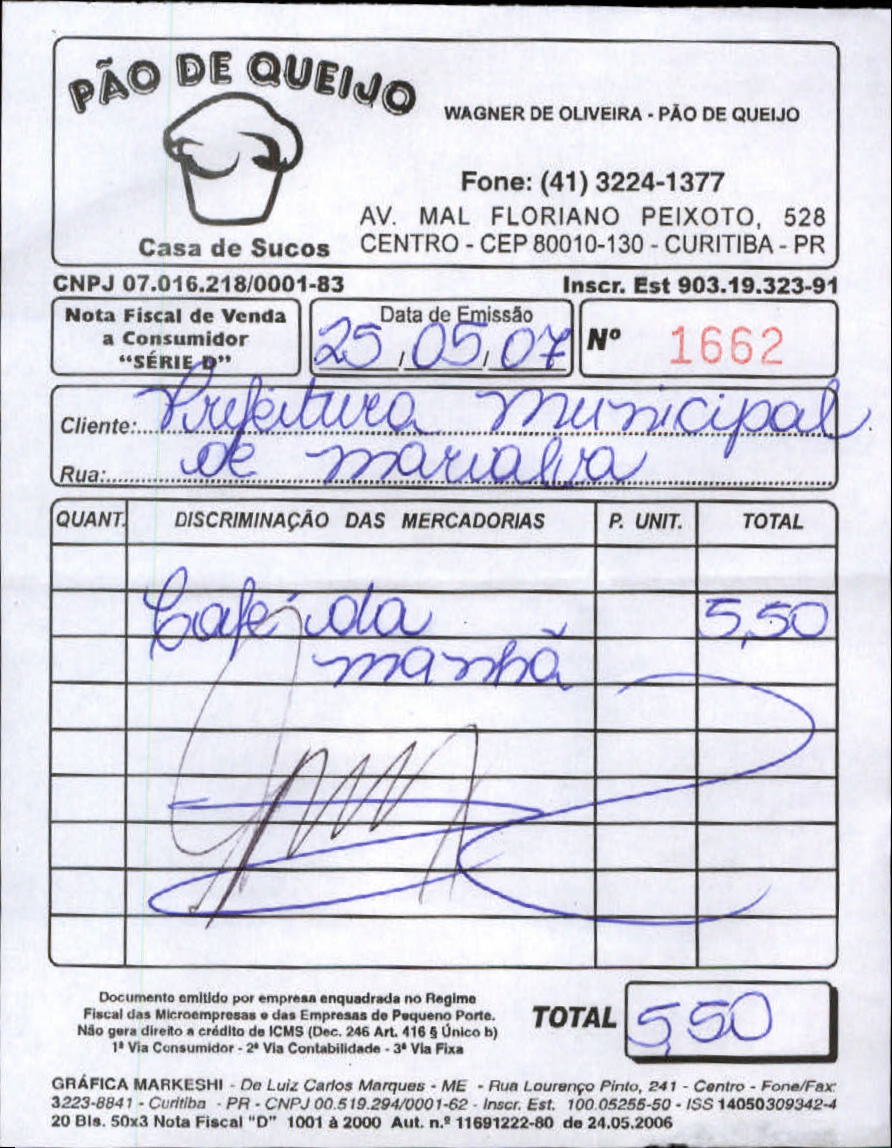 PÃO DE QUEIJO
WAGNER DE OLIVEIRA - PÃO DE QUEIJO
Fone: (41) 3224-1377
AV. MAL FLORIANO PEIXOTO, 528
Casa de Sucos
CENTRO - CEP 80010-130 - CURITIBA - PR
CNPJ 07.016.218/0001-83
Inscr. Est 903.19.323-91
Nota Fiscal de Venda
a Consumidor
"SÉRIE D"
Data de Emissão
25/05/07
Nº 1662
Cliente: Prefeitura Municipal
Rua: de marialva
QUANT. DISCRIMINAÇÃO DAS MERCADORIAS P. UNIT. TOTAL
Café da 5,50
manhã
Documento emitido por empresa enquadrada no Regime
Fiscal das Microempresas e das Empresas de Pequeno Porte.
Não gera direito a crédito de ICMS (Dec. 246 Art. 416 § Único b)
1ª Via Consumidor - 2ª Via Contabilidade - 3ª Via Fixa
TOTAL 5,50
GRÁFICA MARKESHI - De Luiz Carlos Marques - ME - Rua Lourenço Pinto, 241 - Centro - Fone/Fax:
3223-8841 - Curitiba - PR - CNPJ 00.519.294/0001-62 - Inscr. Est. 100.05255-50 - ISS 14050309342-4
20 Bls. 50x3 Nota Fiscal "D" 1001 à 2000 Aut. n.º 11691222-80 de 24.05.2006